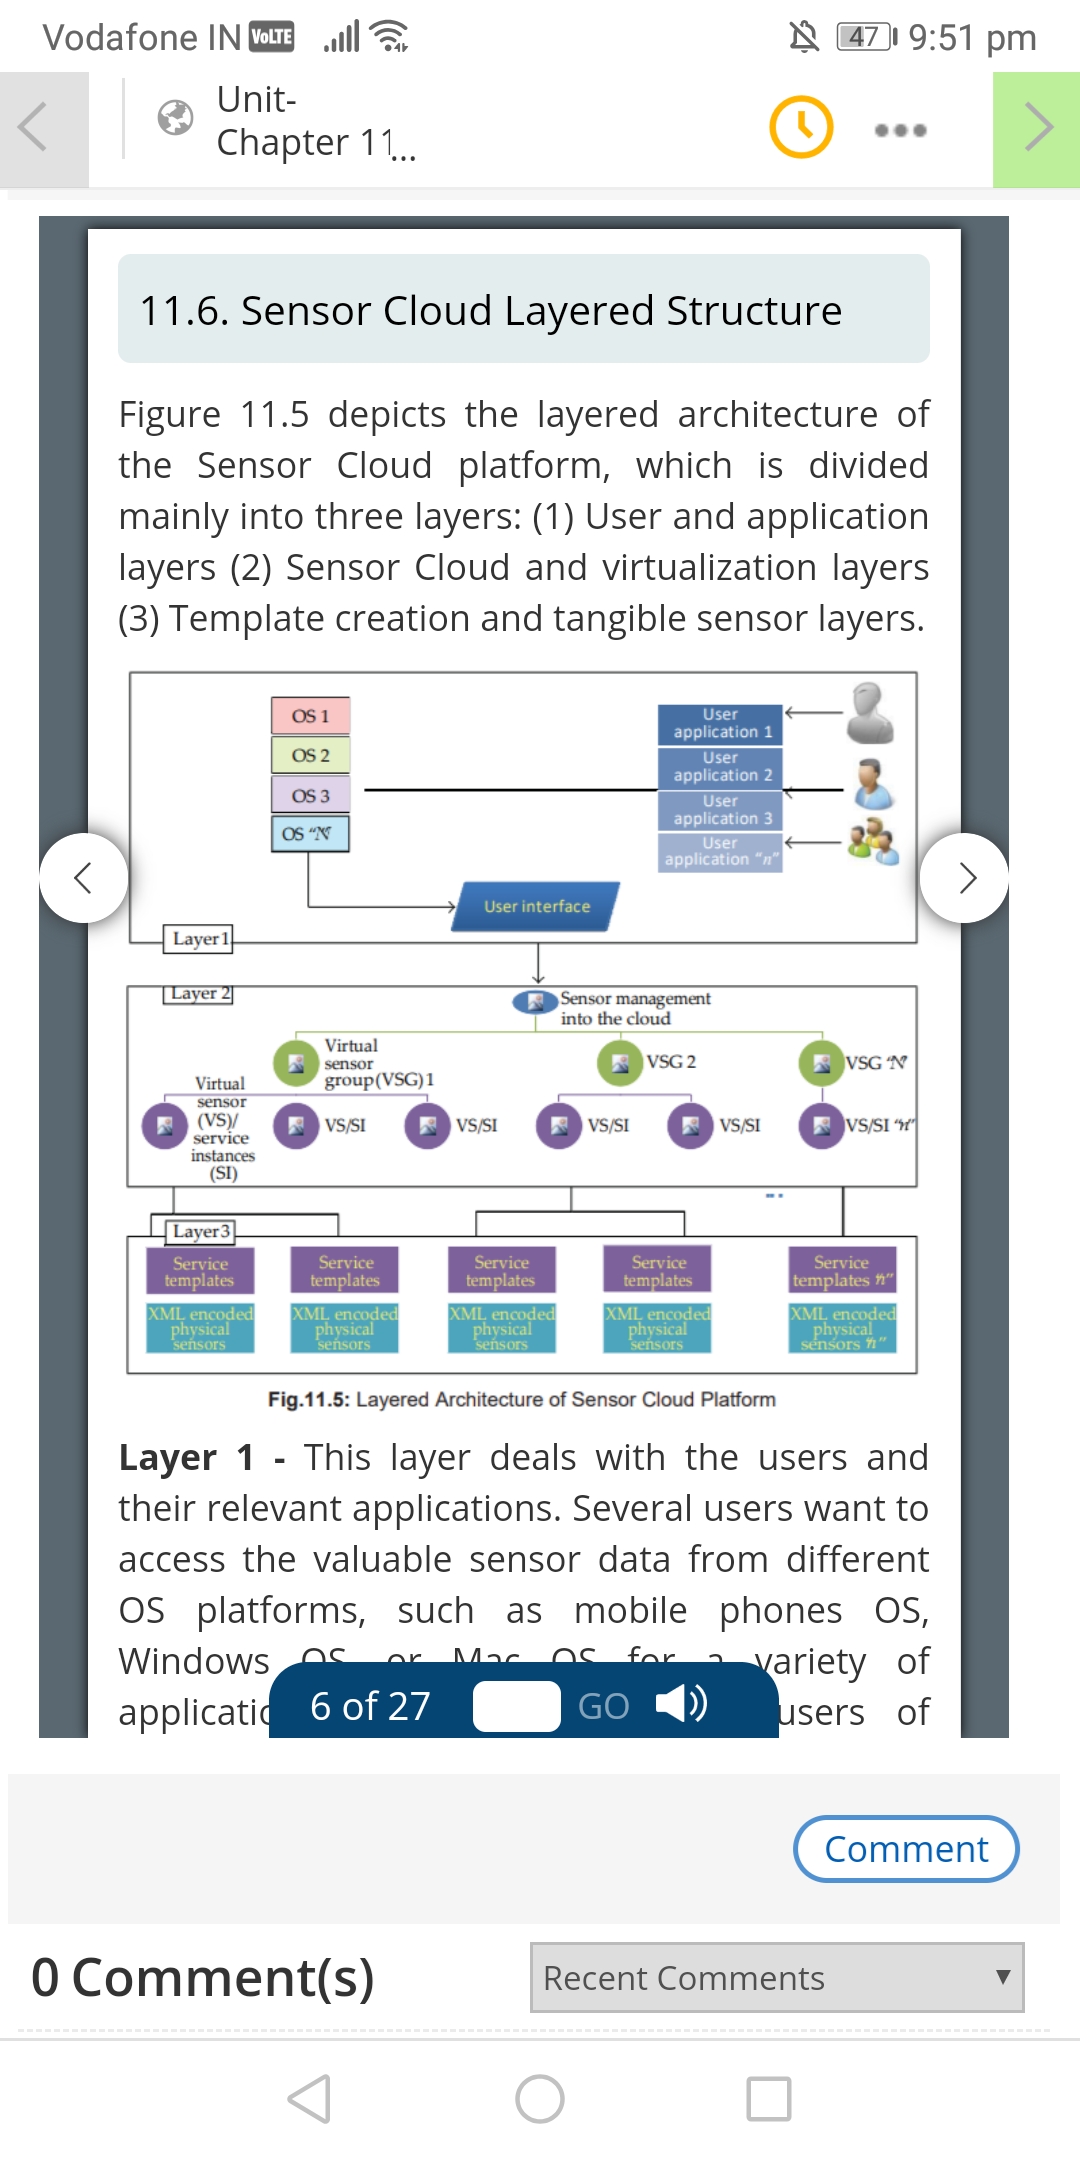 Vodafone IN VoLTE
47 9:51 pm
Unit-
Chapter 11...
11.6. Sensor Cloud Layered Structure
Figure 11.5 depicts the layered architecture of
the Sensor Cloud platform, which is divided
mainly into three layers: (1) User and application
layers (2) Sensor Cloud and virtualization layers
(3) Template creation and tangible sensor layers.
OS 1
OS 2
OS 3
OS “N”
User
application 1
User
application 2
User
application 3
User
application “n”
User interface
Layer1
Layer 2
Sensor management
into the cloud
Virtual
sensor
group(VSG)1
VSG 2
VSG “N”
Virtual
sensor
(VS)/
service
instances
(SI)
VS/SI
VS/SI
VS/SI
VS/SI
VS/SI “n”
Layer3
Service
templates
Service
templates
Service
templates
Service
templates
Service
templates “n”
XML encoded
physical
sensors
XML encoded
physical
sensors
XML encoded
physical
sensors
XML encoded
physical
sensors
XML encoded
physical
sensors “n”
Fig.11.5: Layered Architecture of Sensor Cloud Platform
Layer 1 - This layer deals with the users and
their relevant applications. Several users want to
access the valuable sensor data from different
OS platforms, such as mobile phones OS,
Windows OS or Mac OS for a variety of
users of
6 of 27 GO
Comment
0 Comment(s)
Recent Comments